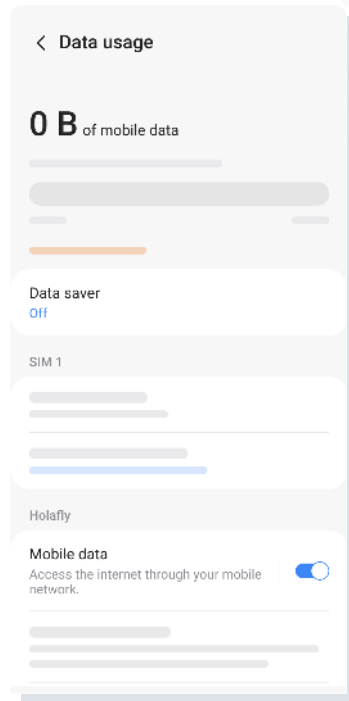 Data usage
0 B of mobile data
Data saver
Off
SIM 1
Holafly
Mobile data
Access the internet through your mobile
network.